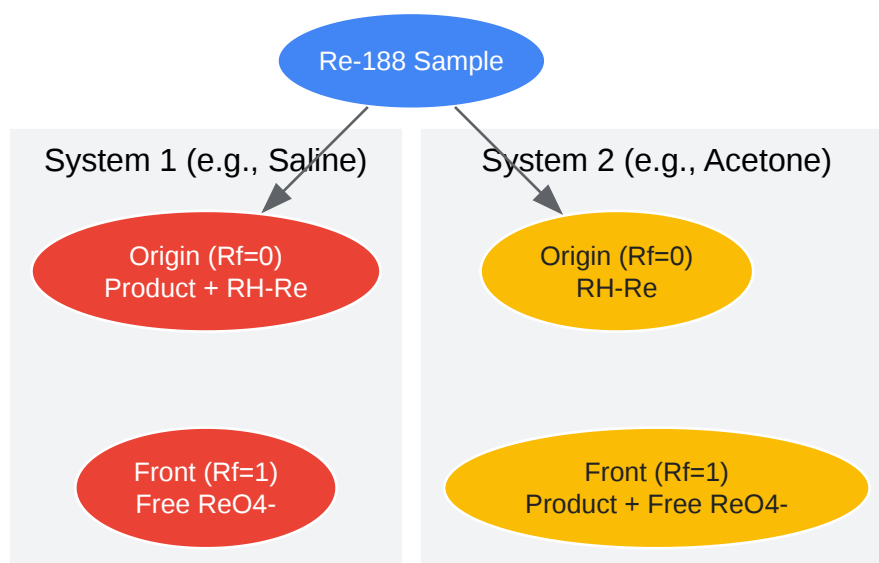 Re-188 Sample
System 1 (e.g., Saline)
Origin (Rf=0)
Product + RH-Re
Front (Rf=1)
Free ReO4-
System 2 (e.g., Acetone)
Origin (Rf=0)
RH-Re
Front (Rf=1)
Product + Free ReO4-